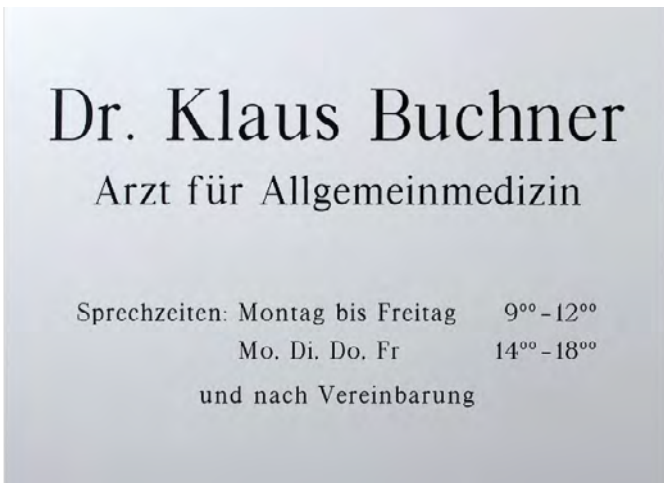 Dr. Klaus Buchner
Arzt für Allgemeinmedizin
Sprechzeiten: Montag bis Freitag 9⁰⁰-12⁰⁰
Mo. Di. Do. Fr 14⁰⁰-18⁰⁰
und nach Vereinbarung